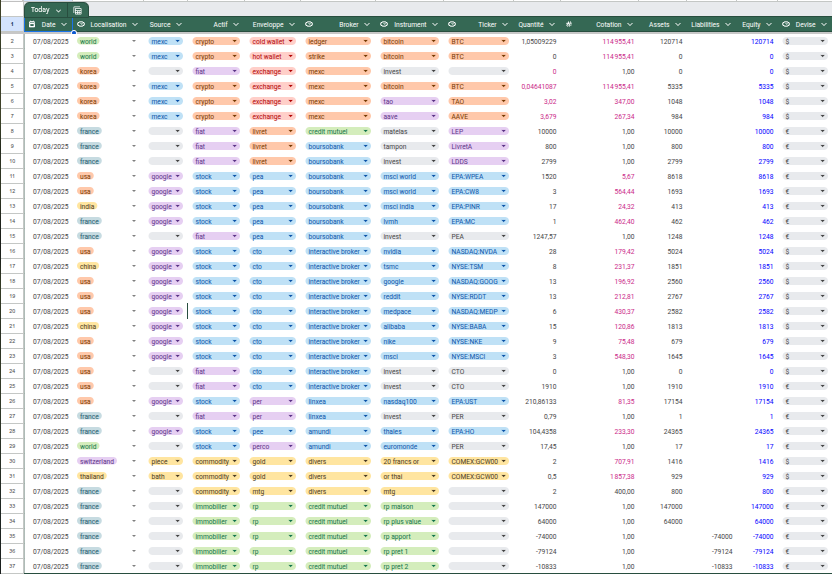 Today
1 Date Localisation Source Actif Enveloppe Broker Instrument Ticker Quantité # Cotation Assets Liabilities Equity Devise
2 07/08/2025 world mexc crypto cold wallet ledger bitcoin BTC 1,05009229 114 955,41 120714 120714 $
3 07/08/2025 world mexc crypto hot wallet strike bitcoin BTC 0 114 955,41 0 0 $
4 07/08/2025 korea fiat exchange mexc invest 0 1,00 0 0 $
5 07/08/2025 korea mexc crypto exchange mexc bitcoin BTC 0,04641087 114 955,41 5335 5335 $
6 07/08/2025 korea mexc crypto exchange mexc tao TAO 3,02 347,00 1048 1048 $
7 07/08/2025 korea mexc crypto exchange mexc aave AAVE 3,679 267,34 984 984 $
8 07/08/2025 france fiat livret credit mutuel matelas LEP 10000 1,00 10000 10000 €
9 07/08/2025 france fiat livret boursobank tampon LivretA 800 1,00 800 800 €
10 07/08/2025 france fiat livret boursobank invest LDDS 2799 1,00 2799 2799 €
11 07/08/2025 usa google stock pea boursobank msci world EPA:WPEA 1520 5,67 8618 8618 €
12 07/08/2025 usa google stock pea boursobank msci world EPA:CW8 3 564,44 1693 1693 €
13 07/08/2025 india google stock pea boursobank msci india EPA:PINR 17 24,32 413 413 €
14 07/08/2025 france google stock pea boursobank lvmh EPA:MC 1 462,40 462 462 €
15 07/08/2025 france fiat pea boursobank invest PEA 1247,57 1,00 1248 1248 €
16 07/08/2025 usa google stock cto interactive broker nvidia NASDAQ:NVDA 28 179,42 5024 5024 $
17 07/08/2025 china google stock cto interactive broker tsmc NYSE:TSM 8 231,37 1851 1851 $
18 07/08/2025 usa google stock cto interactive broker google NASDAQ:GOOG 13 196,92 2560 2560 $
19 07/08/2025 usa google stock cto interactive broker reddit NYSE:RDDT 13 212,81 2767 2767 $
20 07/08/2025 usa google stock cto interactive broker medpace NASDAQ:MEDP 6 430,37 2582 2582 $
21 07/08/2025 china google stock cto interactive broker alibaba NYSE:BABA 15 120,86 1813 1813 $
22 07/08/2025 usa google stock cto interactive broker nike NYSE:NKE 9 75,48 679 679 $
23 07/08/2025 usa google stock cto interactive broker msci NYSE:MSCI 3 548,30 1645 1645 $
24 07/08/2025 usa fiat cto interactive broker invest CTO 0 1,00 0 0 $
25 07/08/2025 usa fiat cto interactive broker invest CTO 1910 1,00 1910 1910 €
26 07/08/2025 usa google stock per linxea nasdaq100 EPA:UST 210,86133 81,35 17154 17154 €
27 07/08/2025 france fiat per linxea invest PER 0,79 1,00 1 1 €
28 07/08/2025 france google stock pee amundi thales EPA:HO 104,4358 233,30 24365 24365 €
29 07/08/2025 world stock perco amundi euromonde PER 17,45 1,00 17 17 €
30 07/08/2025 switzerland piece commodity gold divers 20 francs or COMEX:GCW00 2 707,91 1416 1416 $
31 07/08/2025 thailand bath commodity gold divers or thai COMEX:GCW00 0,5 1857,38 929 929 $
32 07/08/2025 france commodity mtg divers mtg 2 400,00 800 800 €
33 07/08/2025 france immobilier rp credit mutuel rp maison 147000 1,00 147000 147000 €
34 07/08/2025 france immobilier rp credit mutuel rp plus value 64000 1,00 64000 64000 €
35 07/08/2025 france immobilier rp credit mutuel rp apport -74000 1,00 -74000 -74000 €
36 07/08/2025 france immobilier rp credit mutuel rp pret 1 -79124 1,00 -79124 -79124 €
37 07/08/2025 france immobilier rp credit mutuel rp pret 2 -10833 1,00 -10833 -10833 €